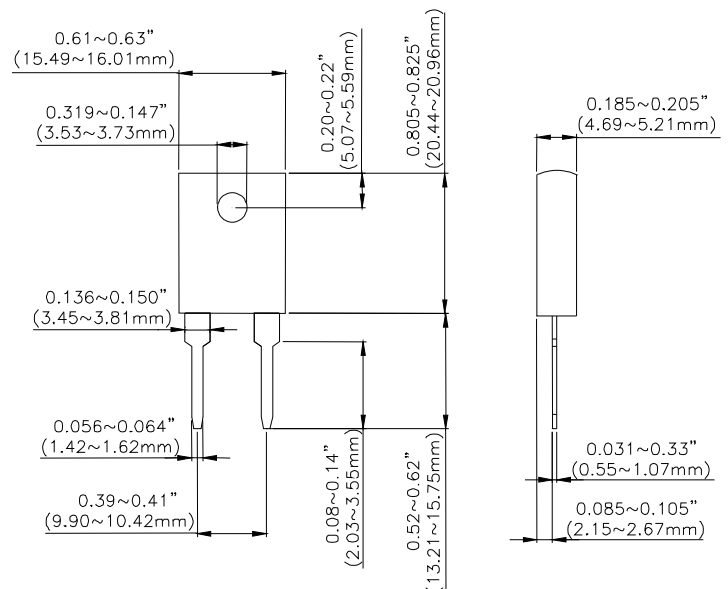 0.61~0.63”
(15.49~16.01mm)
0.319~0.147”
(3.53~3.73mm)
0.20~0.22”
(5.07~5.59mm)
0.805~0.825”
(20.44~20.96mm)
0.185~0.205”
(4.69~5.21mm)
0.136~0.150”
(3.45~3.81mm)
0.056~0.064”
(1.42~1.62mm)
0.39~0.41”
(9.90~10.42mm)
0.08~0.14”
(2.03~3.55mm)
0.52~0.62”
(13.21~15.75mm)
0.031~0.33”
(0.55~1.07mm)
0.085~0.105”
(2.15~2.67mm)